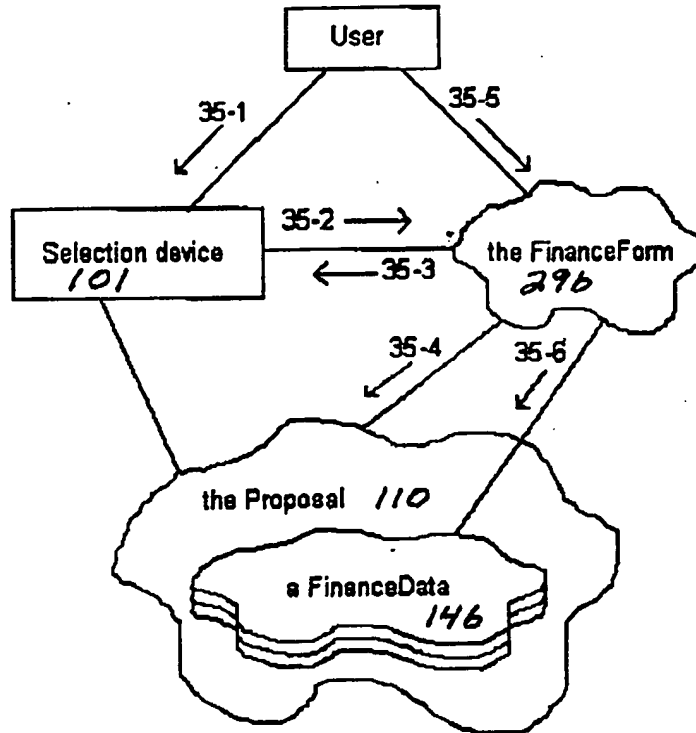 User
35-1
35-5
35-2
Selection device
101
the FinanceForm
296
35-3
35-4
35-6
the Proposal 110
a FinanceData
146